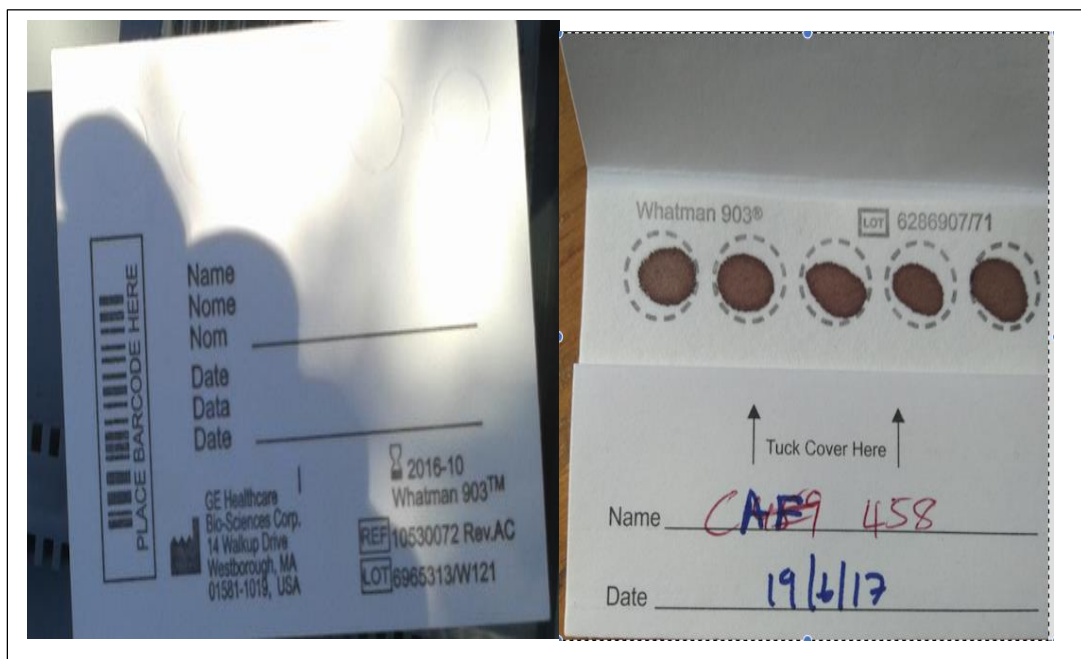 PLACE BARCODE HERE
Name
Nome
Nom
Date
Data
Date
2016-10
Whatman 903™
GE Healthcare
Bio-Sciences Corp.
14 Walkup Drive
Westborough, MA
01581-1019, USA
REF 10530072 Rev.AC
LOT 6965313/W121
Whatman 903® LOT 6286907/71
Tuck Cover Here
Name 458
Date 19/6/17